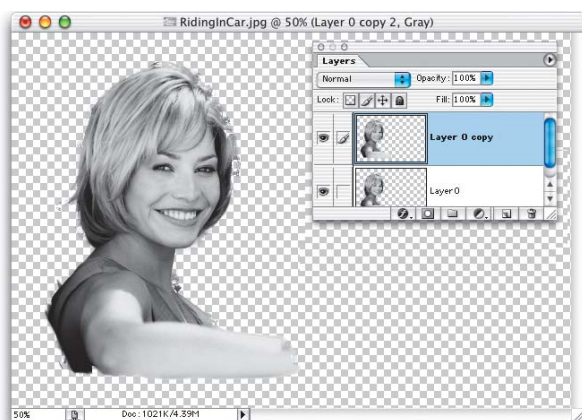 RidingInCar.jpg @ 50% (Layer 0 copy 2, Gray)
Layers
Normal Opacity: 100%
Lock: Fill: 100%
Layer 0 copy
Layer 0
50% Doc: 1021K/4.39M